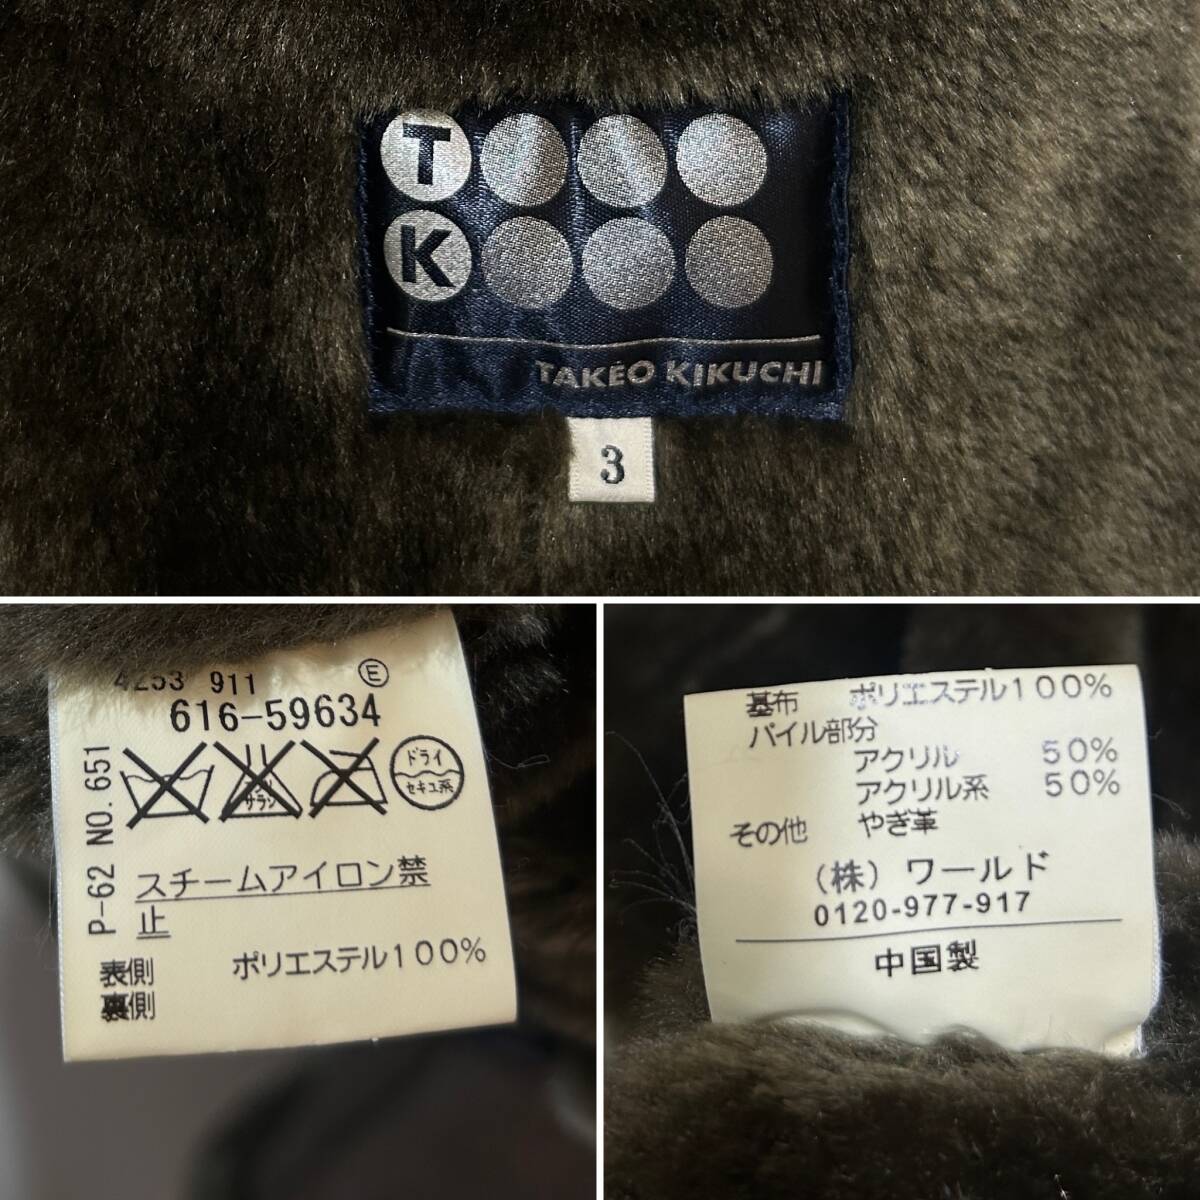 T
K
TAKEO KIKUCHI
3
4253 911 Ⓔ
616-59634
サラシ
ドライ
セキユ系
P-62 NO.651
スチームアイロン禁
止
表側 ポリエステル100%
裏側
基布 ポリエステル100%
パイル部分
アクリル 50%
アクリル系 50%
その他 やぎ革
(株) ワールド
0120-977-917
中国製